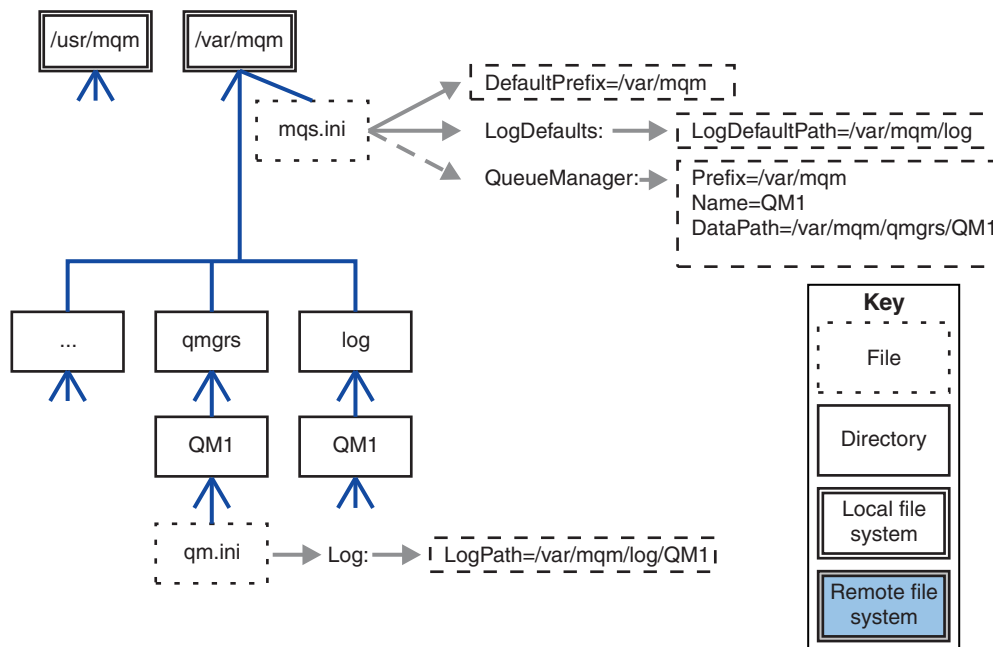 /usr/mqm
/var/mqm
mqs.ini
DefaultPrefix=/var/mqm
LogDefaults:
LogDefaultPath=/var/mqm/log
QueueManager:
Prefix=/var/mqm
Name=QM1
DataPath=/var/mqm/qmgrs/QM1
...
qmgrs
log
QM1
QM1
qm.ini
Log:
LogPath=/var/mqm/log/QM1
Key
File
Directory
Local file
system
Remote file
system